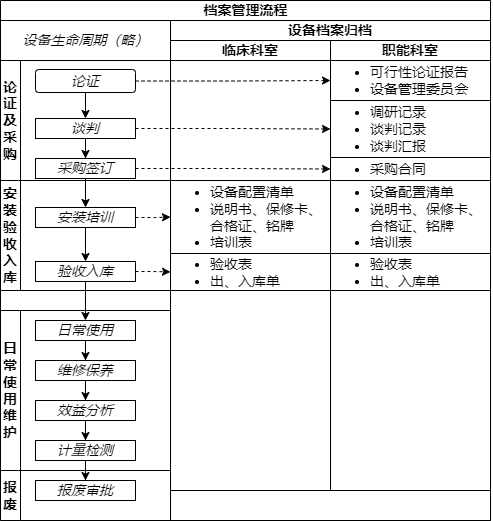 档案管理流程
设备生命周期（略）
设备档案归档
临床科室
职能科室
论证及采购
论证
• 可行性论证报告
• 设备管理委员会
谈判
• 调研记录
• 谈判记录
• 谈判汇报
采购签订
• 采购合同
安装验收入库
安装培训
• 设备配置清单
• 说明书、保修卡、
合格证、铭牌
• 培训表
• 设备配置清单
• 说明书、保修卡、
合格证、铭牌
• 培训表
验收入库
• 验收表
• 出、入库单
• 验收表
• 出、入库单
日常使用维护
日常使用
维修保养
效益分析
计量检测
报废
报废审批